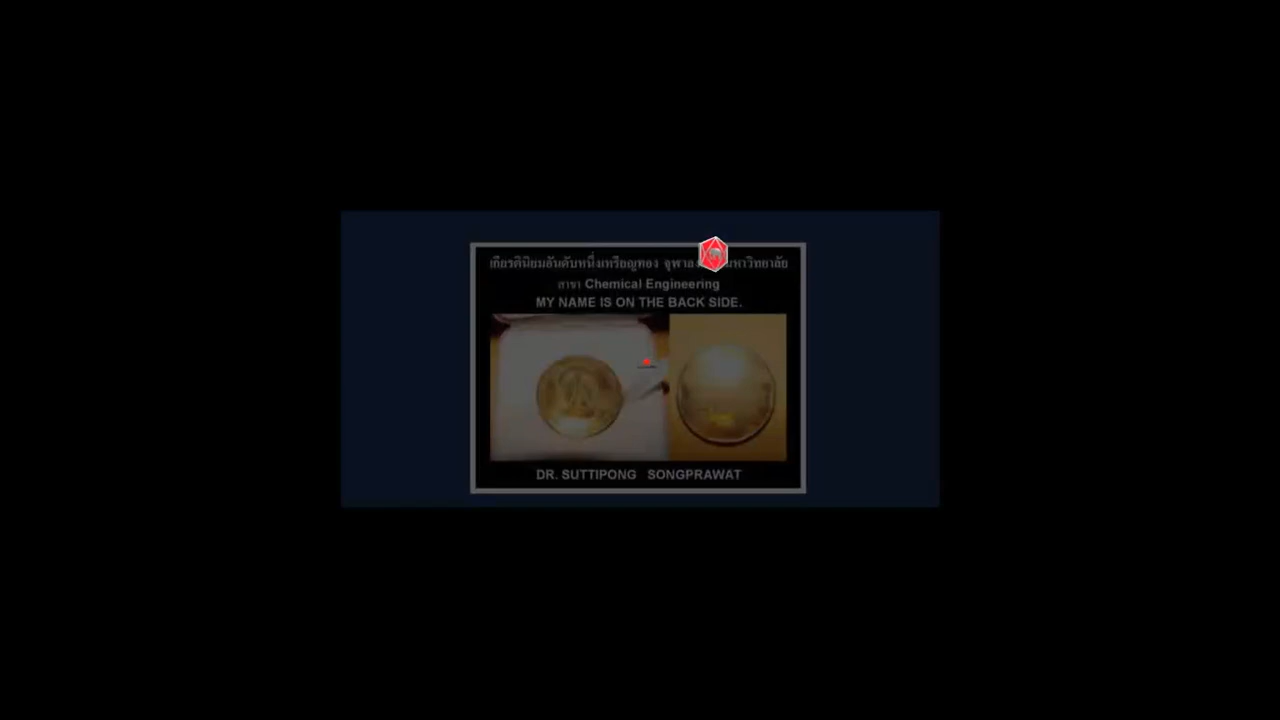 เกียรตินิยมอันดับหนึ่งเหรียญทอง จุฬาลง มหาวิทยาลัย
สาขา Chemical Engineering
MY NAME IS ON THE BACK SIDE.
DR. SUTTIPONG SONGPRAWAT